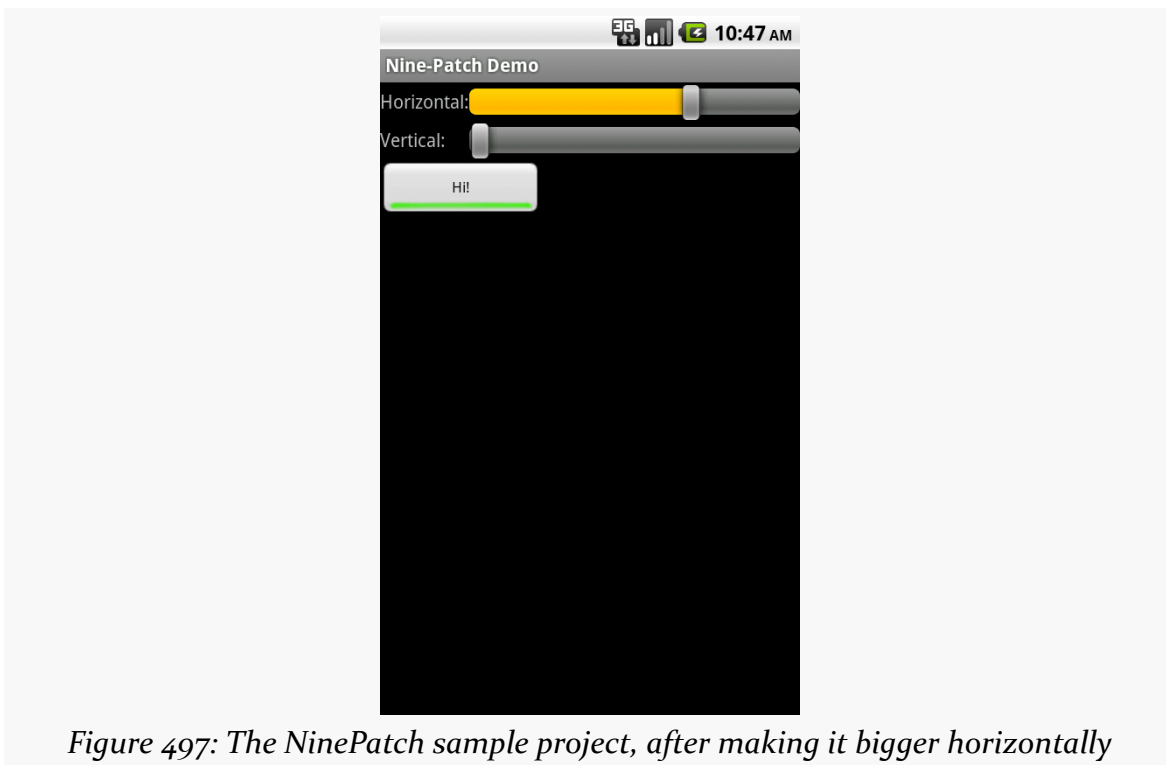 3G 10:47 AM
Nine-Patch Demo
Horizontal:
Vertical:
Hi!
Figure 497: The NinePatch sample project, after making it bigger horizontally